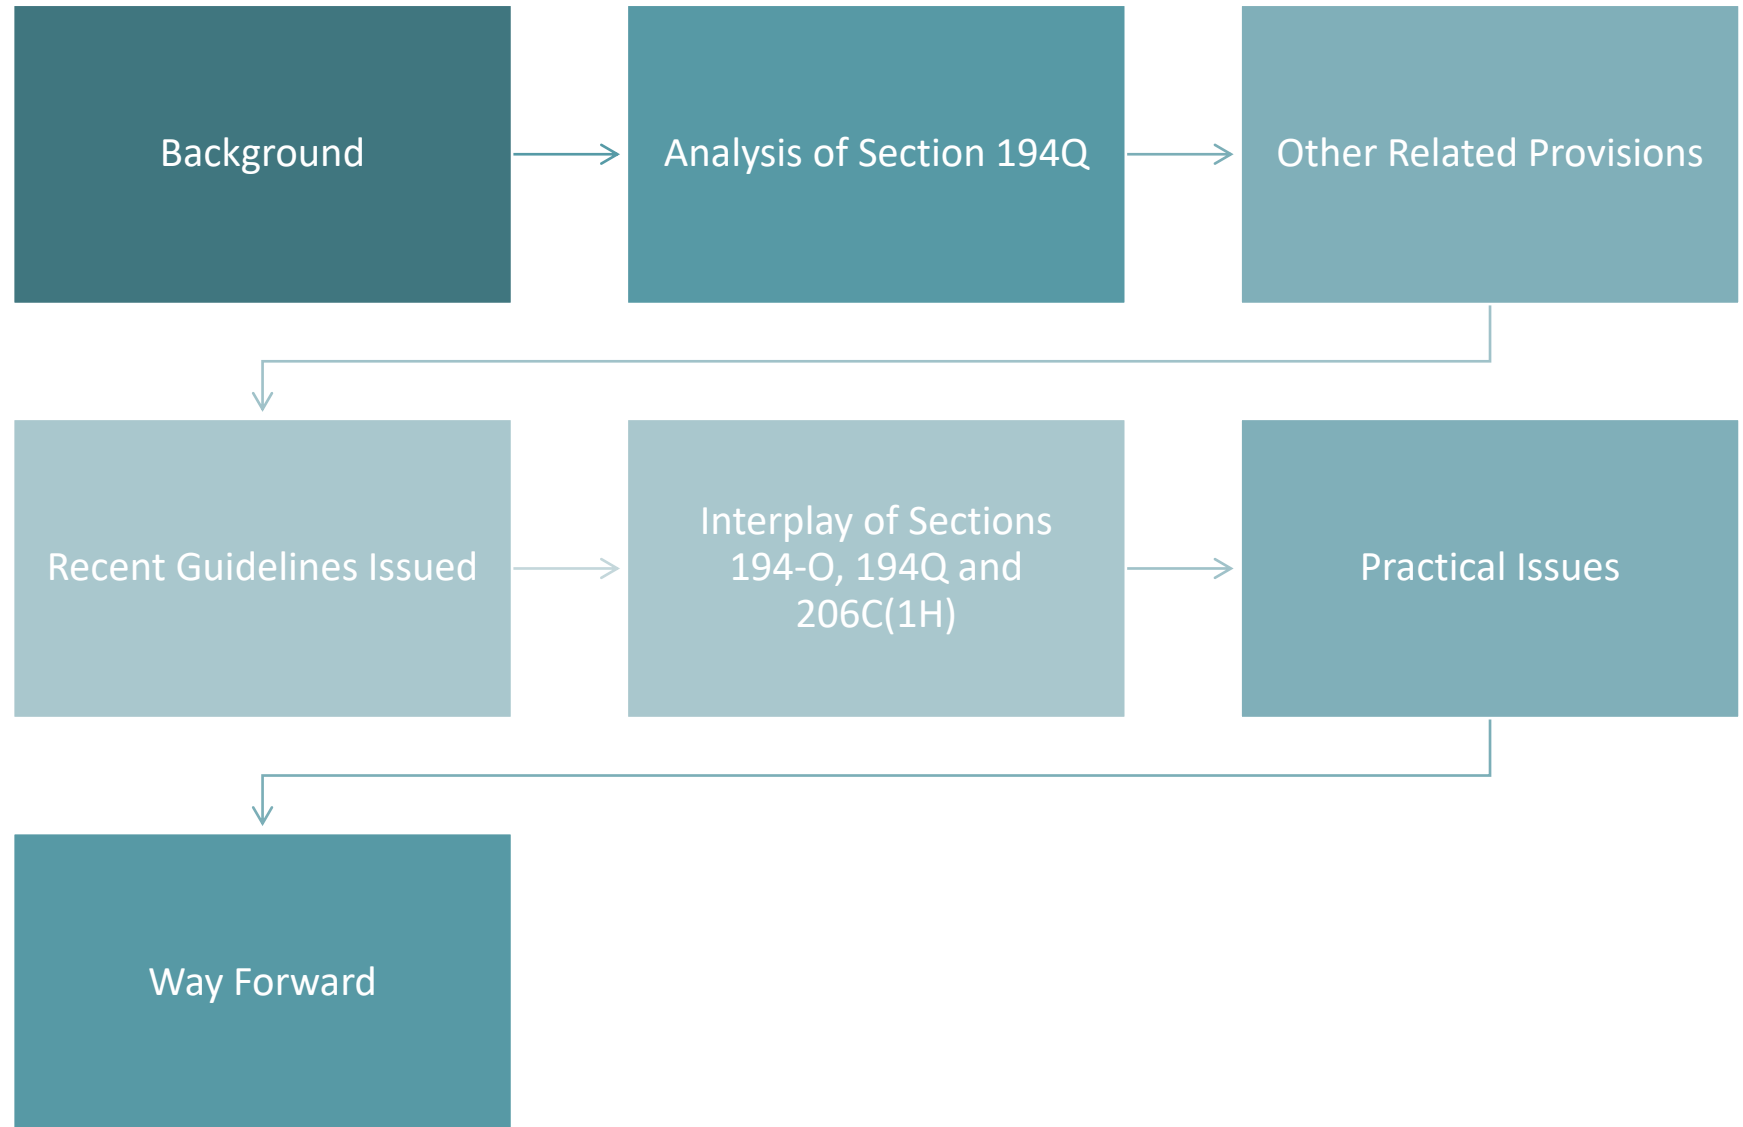 Background
Analysis of Section 194Q
Other Related Provisions
Recent Guidelines Issued
Interplay of Sections
194-O, 194Q and
206C(1H)
Practical Issues
Way Forward